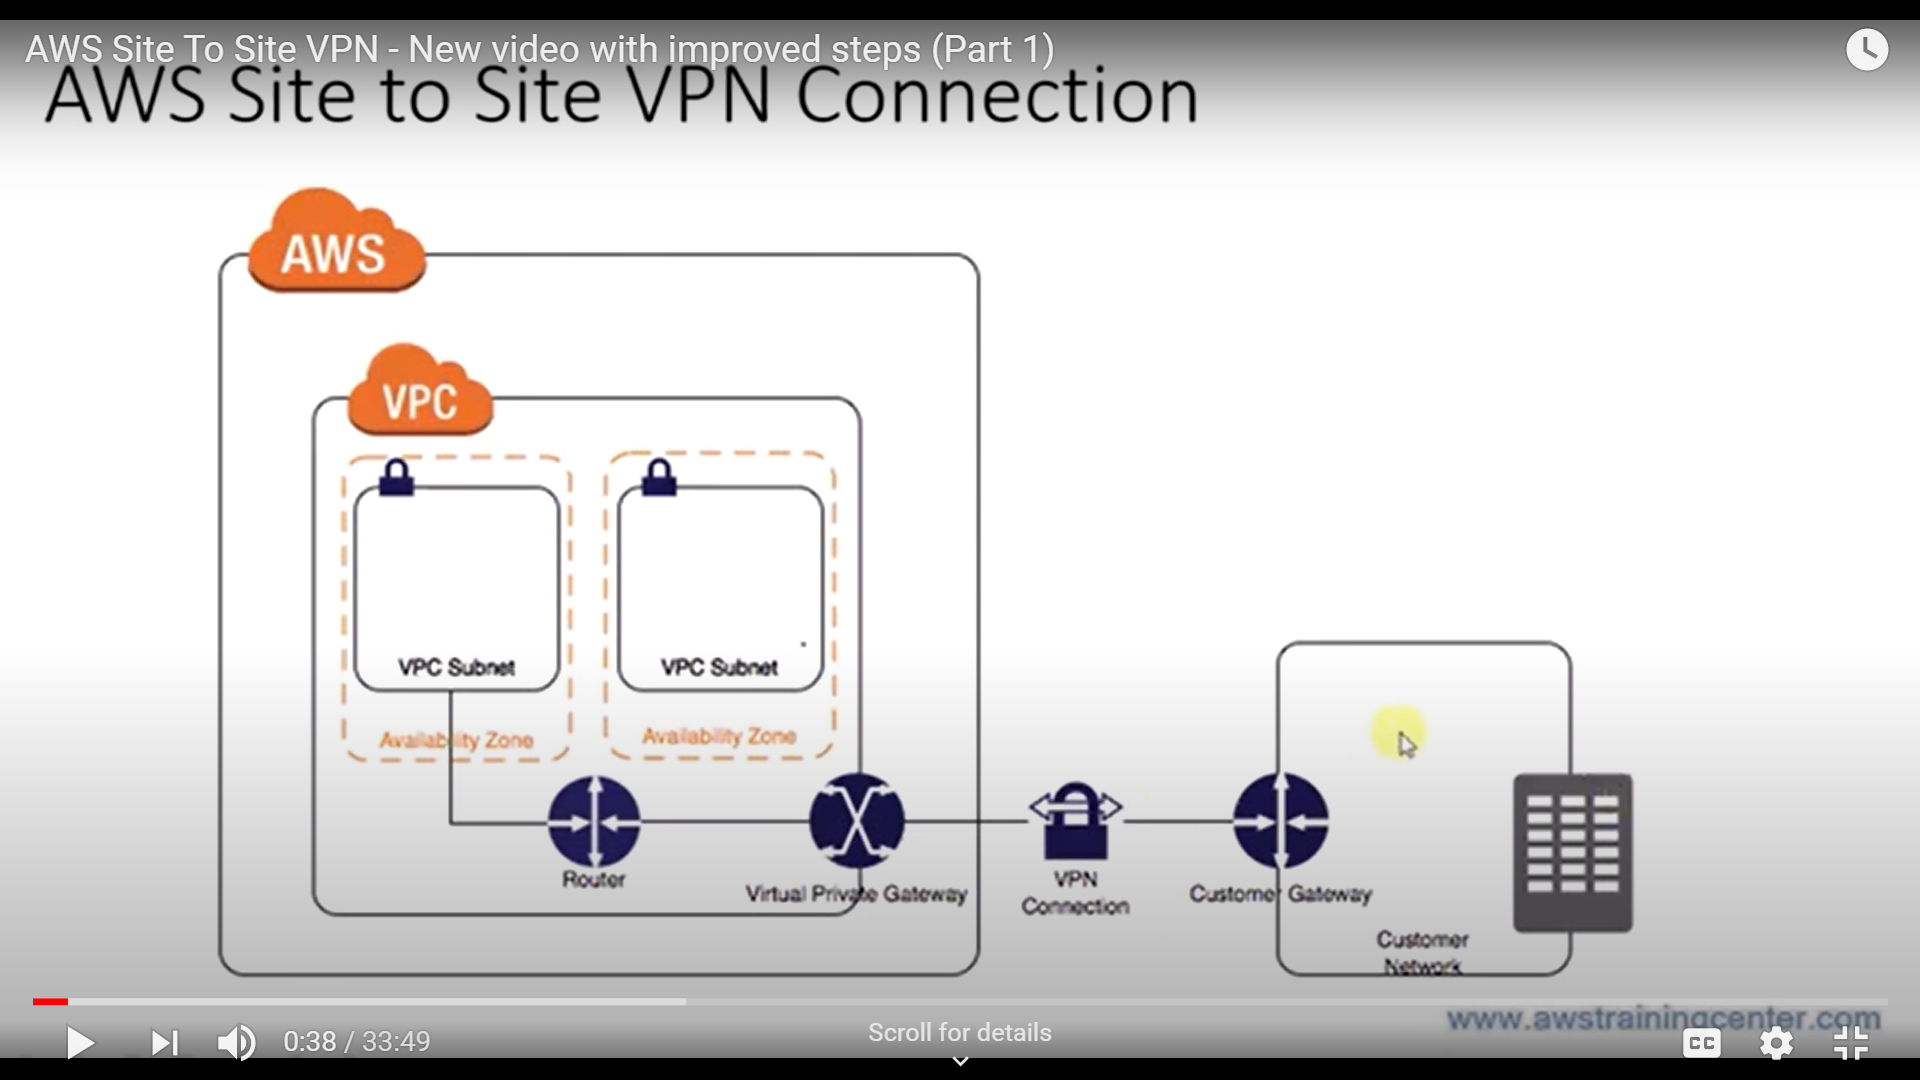 AWS Site To Site VPN - New video with improved steps (Part 1)
AWS Site to Site VPN Connection
AWS
VPC
VPC Subnet
VPC Subnet
Availability Zone
Availability Zone
Router
Virtual Private Gateway
VPN
Connection
Customer Gateway
Customer
Network
www.awstrainingcenter.com
0:38 / 33:49
Scroll for details
CC